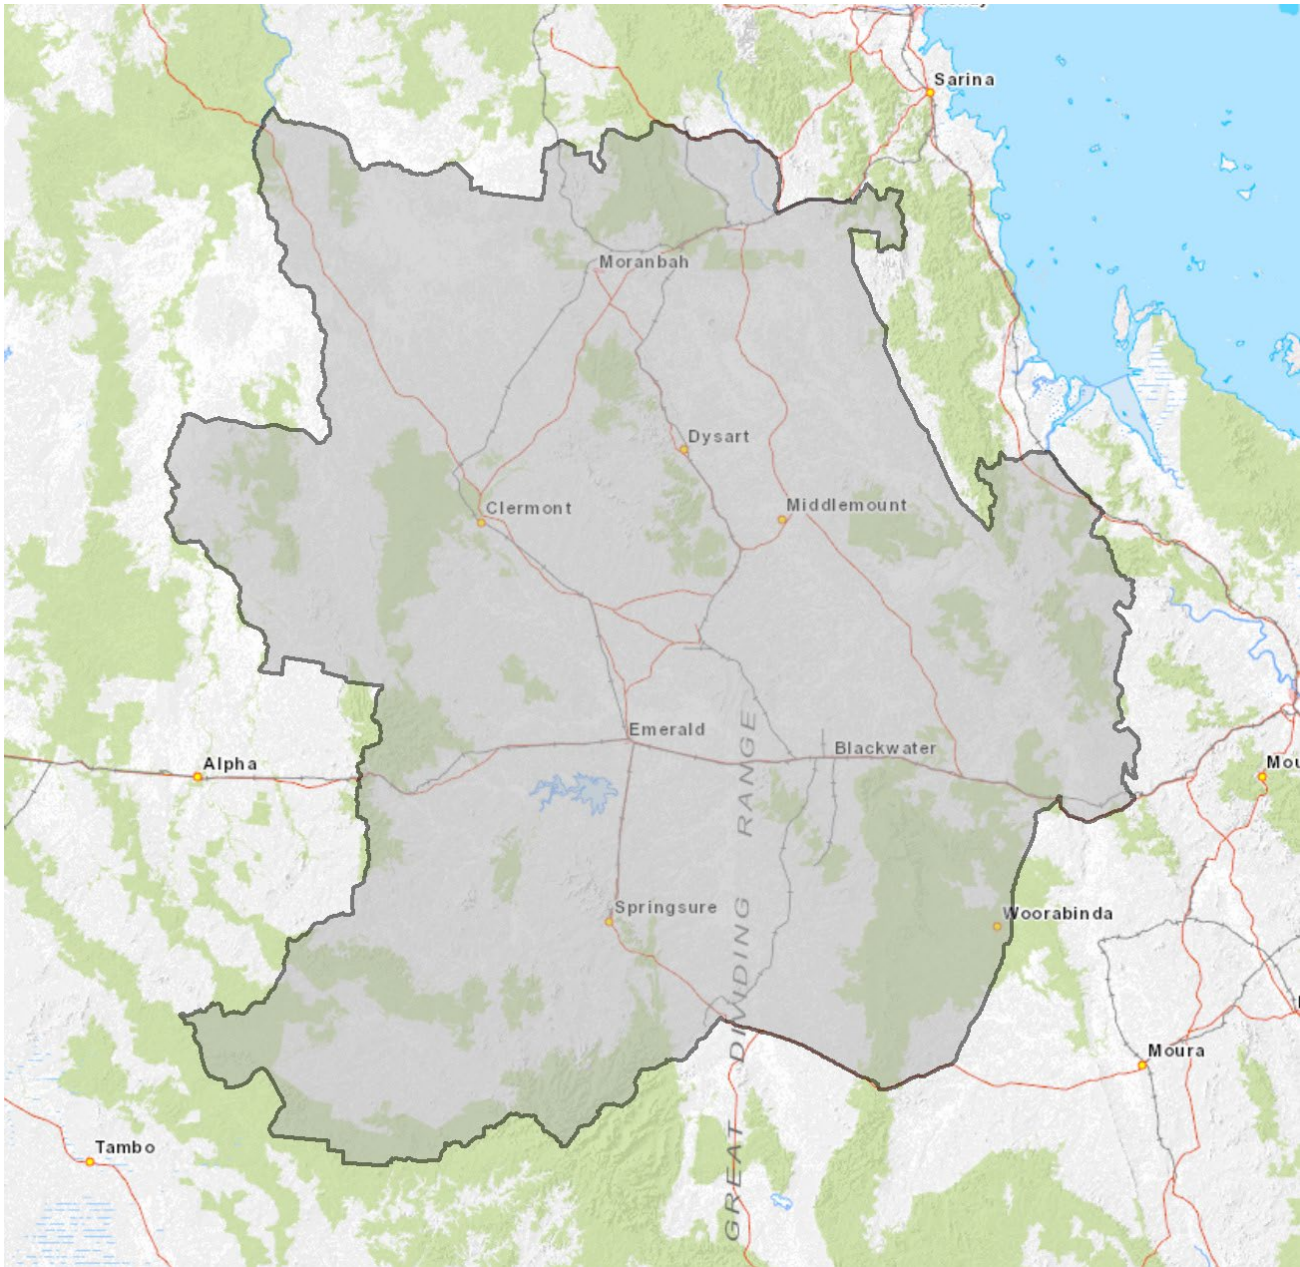 Sarina
Moranbah
Dysart
Clermont
Middlemount
Emerald
Blackwater
Alpha
Mou
Springsure
Woorabinda
GREAT DIVIDING RANGE
Moura
Tambo